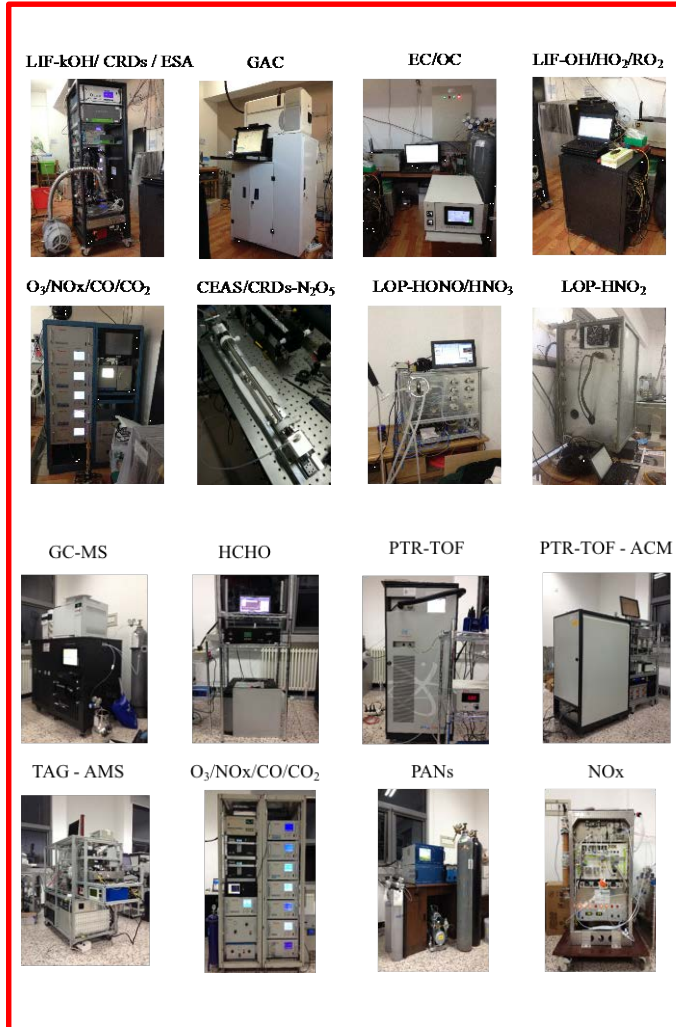 LIF-kOH/ CRDs / ESA GAC EC/OC LIF-OH/HO₂/RO₂
O₃/NOx/CO/CO₂ CEAS/CRDs-N₂O₅ LOP-HONO/HNO₃ LOP-HNO₂
GC-MS HCHO PTR-TOF PTR-TOF - ACM
TAG - AMS O₃/NOx/CO/CO₂ PANs NOx